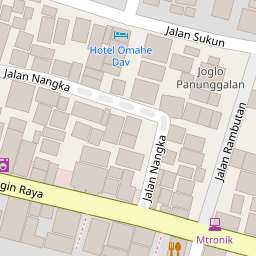 Jalan Sukun
Hotel Omahe
Dav
Jalan Nangka
Joglo
Panunggalan
Jalan Rambutan
Jalan Nangka
gin Raya
Mtronik